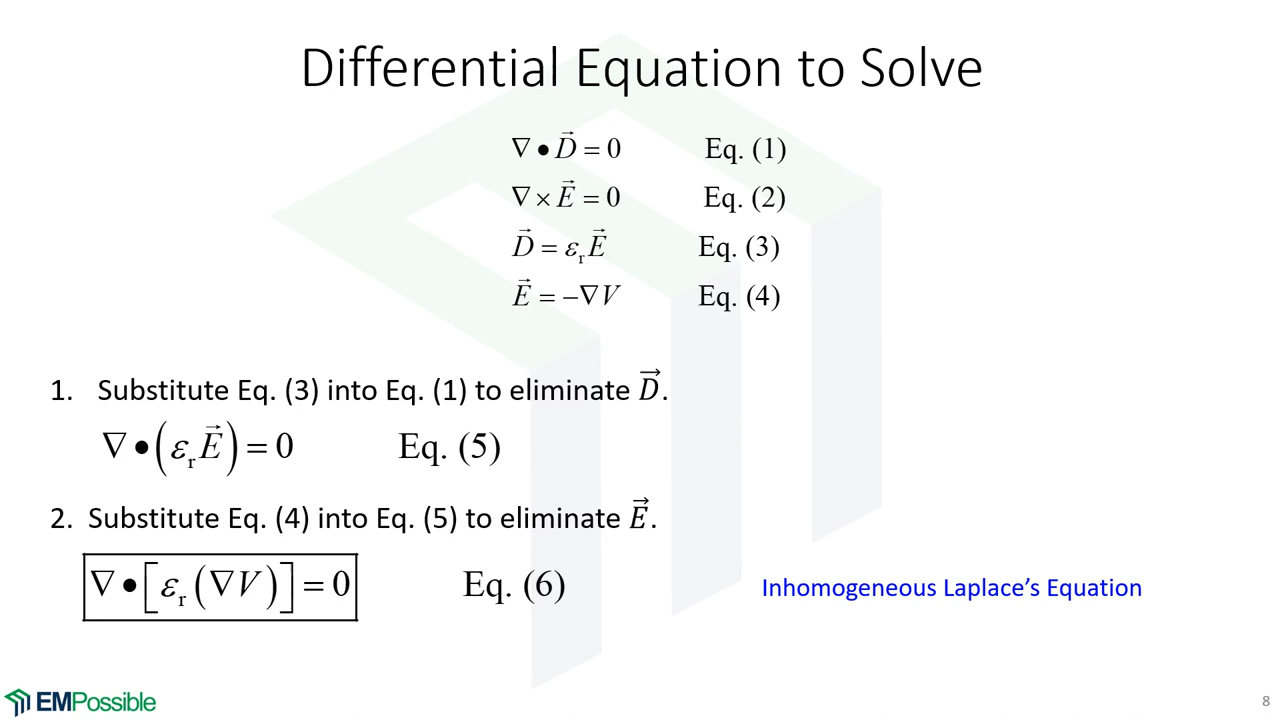 Differential Equation to Solve
∇ • D⃗ = 0 Eq. (1)
∇ × E⃗ = 0 Eq. (2)
D⃗ = εᵣE⃗ Eq. (3)
E⃗ = −∇V Eq. (4)
1. Substitute Eq. (3) into Eq. (1) to eliminate D⃗.
∇ • (εᵣE⃗) = 0 Eq. (5)
2. Substitute Eq. (4) into Eq. (5) to eliminate E⃗.
∇ • [εᵣ(∇V)] = 0 Eq. (6) Inhomogeneous Laplace’s Equation
EMPossible 8